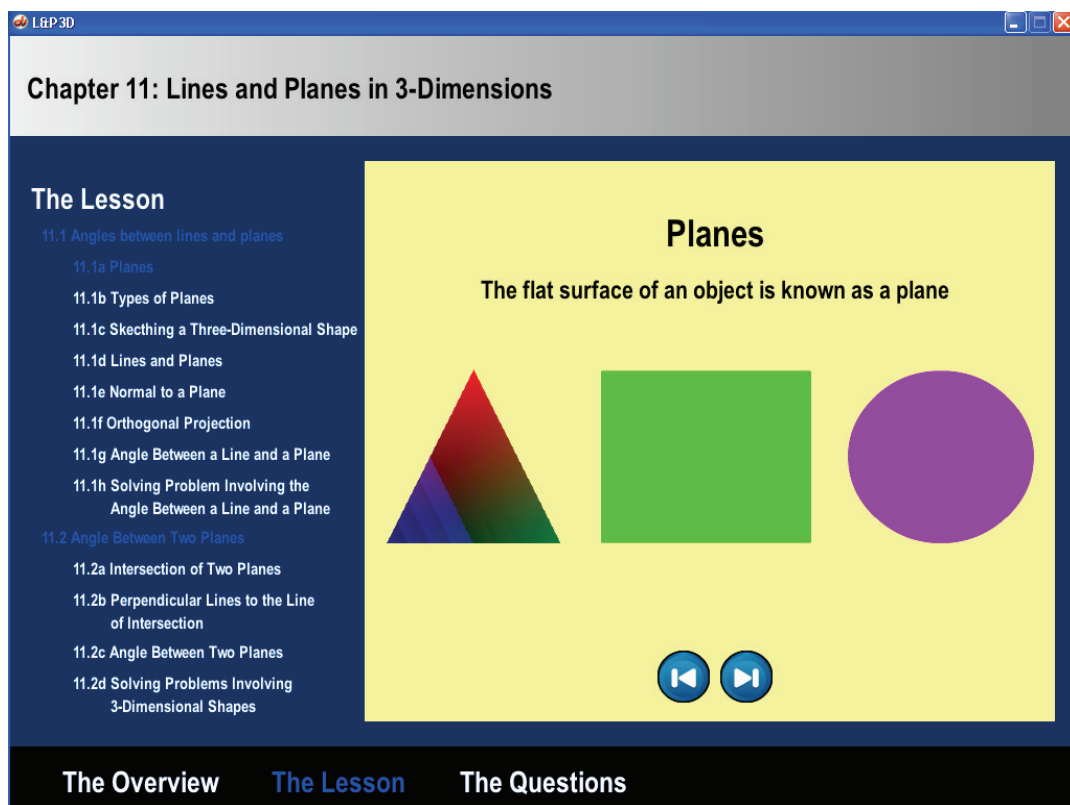 L&P3D
Chapter 11: Lines and Planes in 3-Dimensions
The Lesson
11.1 Angles between lines and planes
11.1a Planes
11.1b Types of Planes
11.1c Skecthing a Three-Dimensional Shape
11.1d Lines and Planes
11.1e Normal to a Plane
11.1f Orthogonal Projection
11.1g Angle Between a Line and a Plane
11.1h Solving Problem Involving the
Angle Between a Line and a Plane
11.2 Angle Between Two Planes
11.2a Intersection of Two Planes
11.2b Perpendicular Lines to the Line
of Intersection
11.2c Angle Between Two Planes
11.2d Solving Problems Involving
3-Dimensional Shapes
Planes
The flat surface of an object is known as a plane
The Overview
The Lesson
The Questions